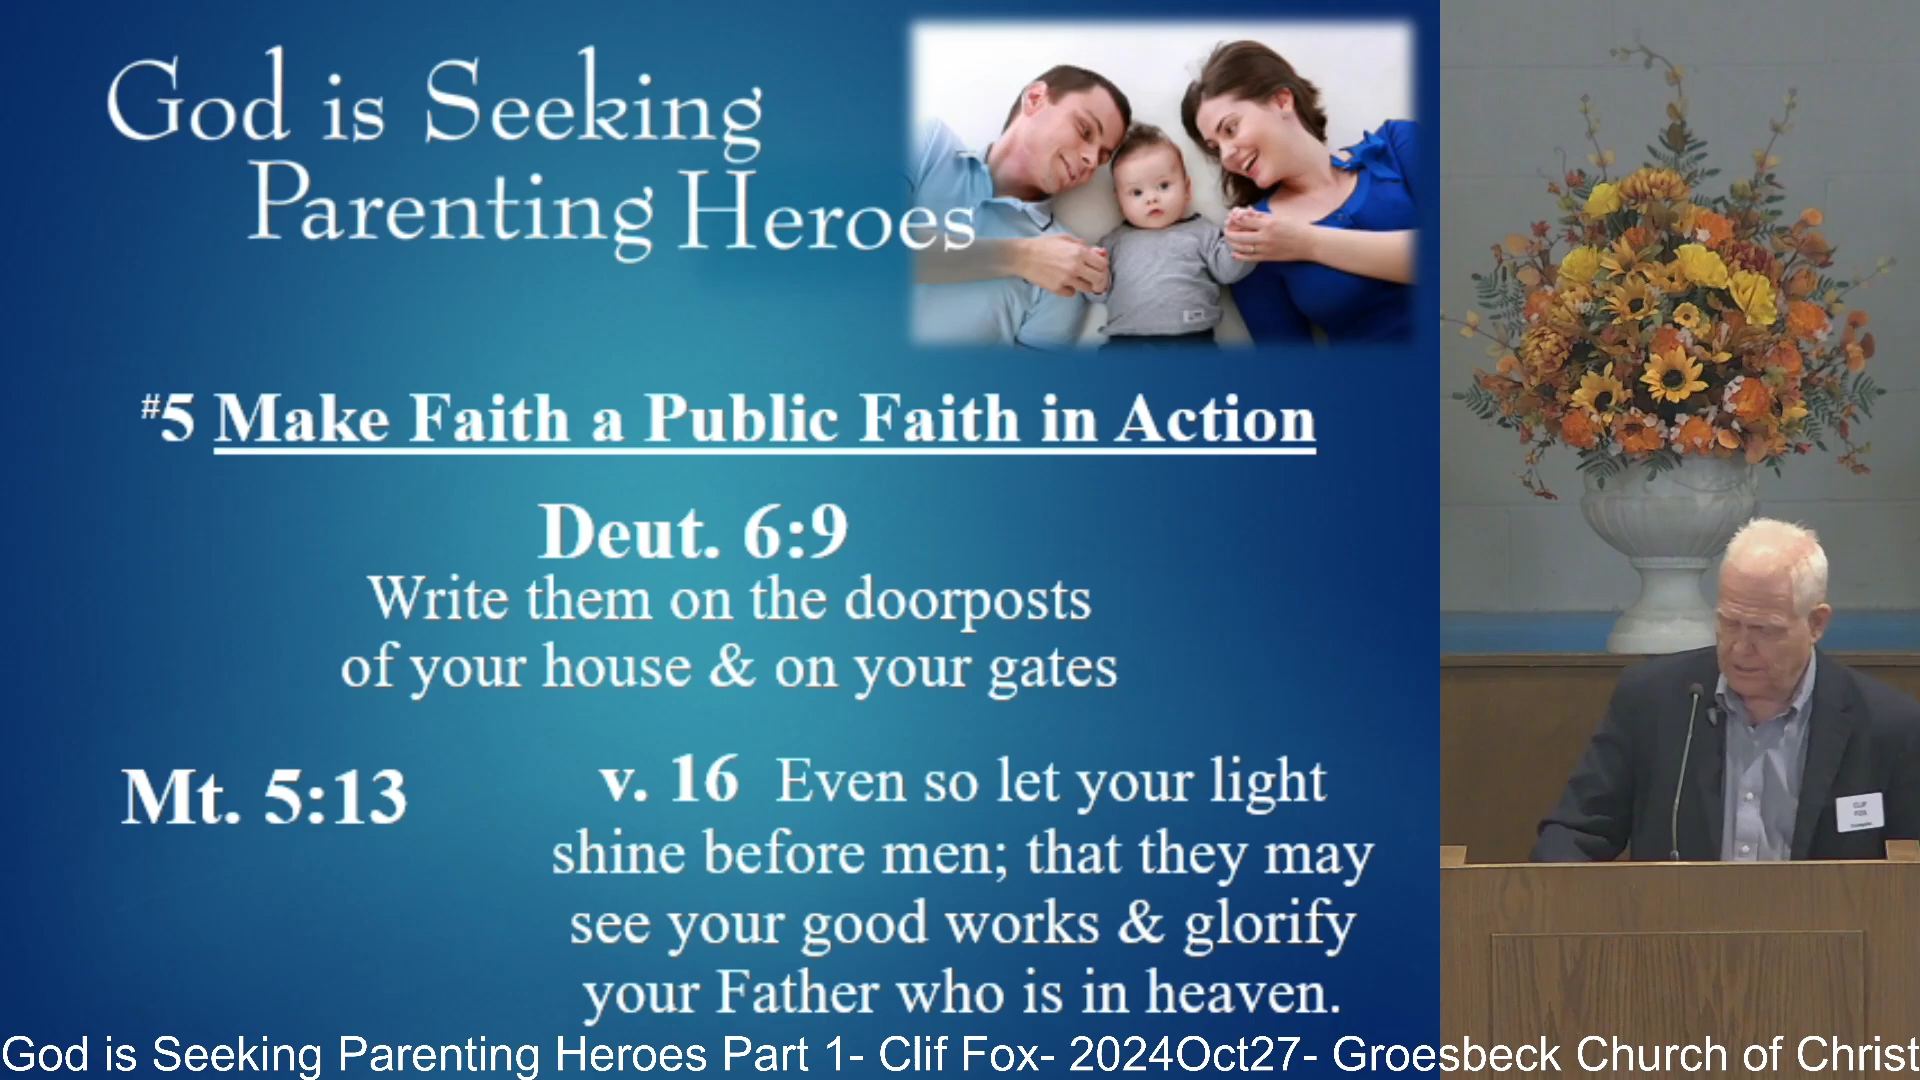 God is Seeking
Parenting Heroes
#5 Make Faith a Public Faith in Action
Deut. 6:9
Write them on the doorposts
of your house & on your gates
Mt. 5:13
v. 16 Even so let your light
shine before men; that they may
see your good works & glorify
your Father who is in heaven.
CLIF
FOX
God is Seeking Parenting Heroes Part 1- Clif Fox- 2024Oct27- Groesbeck Church of Christ